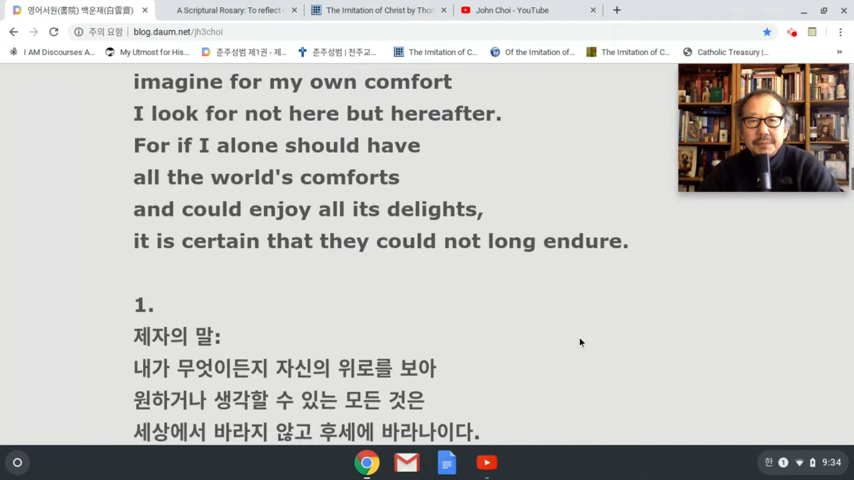 영어서원(書院) 백운재(白雲齋)
A Scriptural Rosary: To reflect
The Imitation of Christ by Thor
John Choi - YouTube
주의 요함 blog.daum.net/jh3choi
I AM Discourses A...
My Utmost for His...
준주성범 제1권 - 제...
준주성범 | 천주교...
The Imitation of C...
Of the Imitation of...
The Imitation of C...
Catholic Treasury |...
imagine for my own comfort
I look for not here but hereafter.
For if I alone should have
all the world's comforts
and could enjoy all its delights,
it is certain that they could not long endure.
1.
제자의 말:
내가 무엇이든지 자신의 위로를 보아
원하거나 생각할 수 있는 모든 것은
세상에서 바라지 않고 후세에 바라나이다.
한 1 9:34